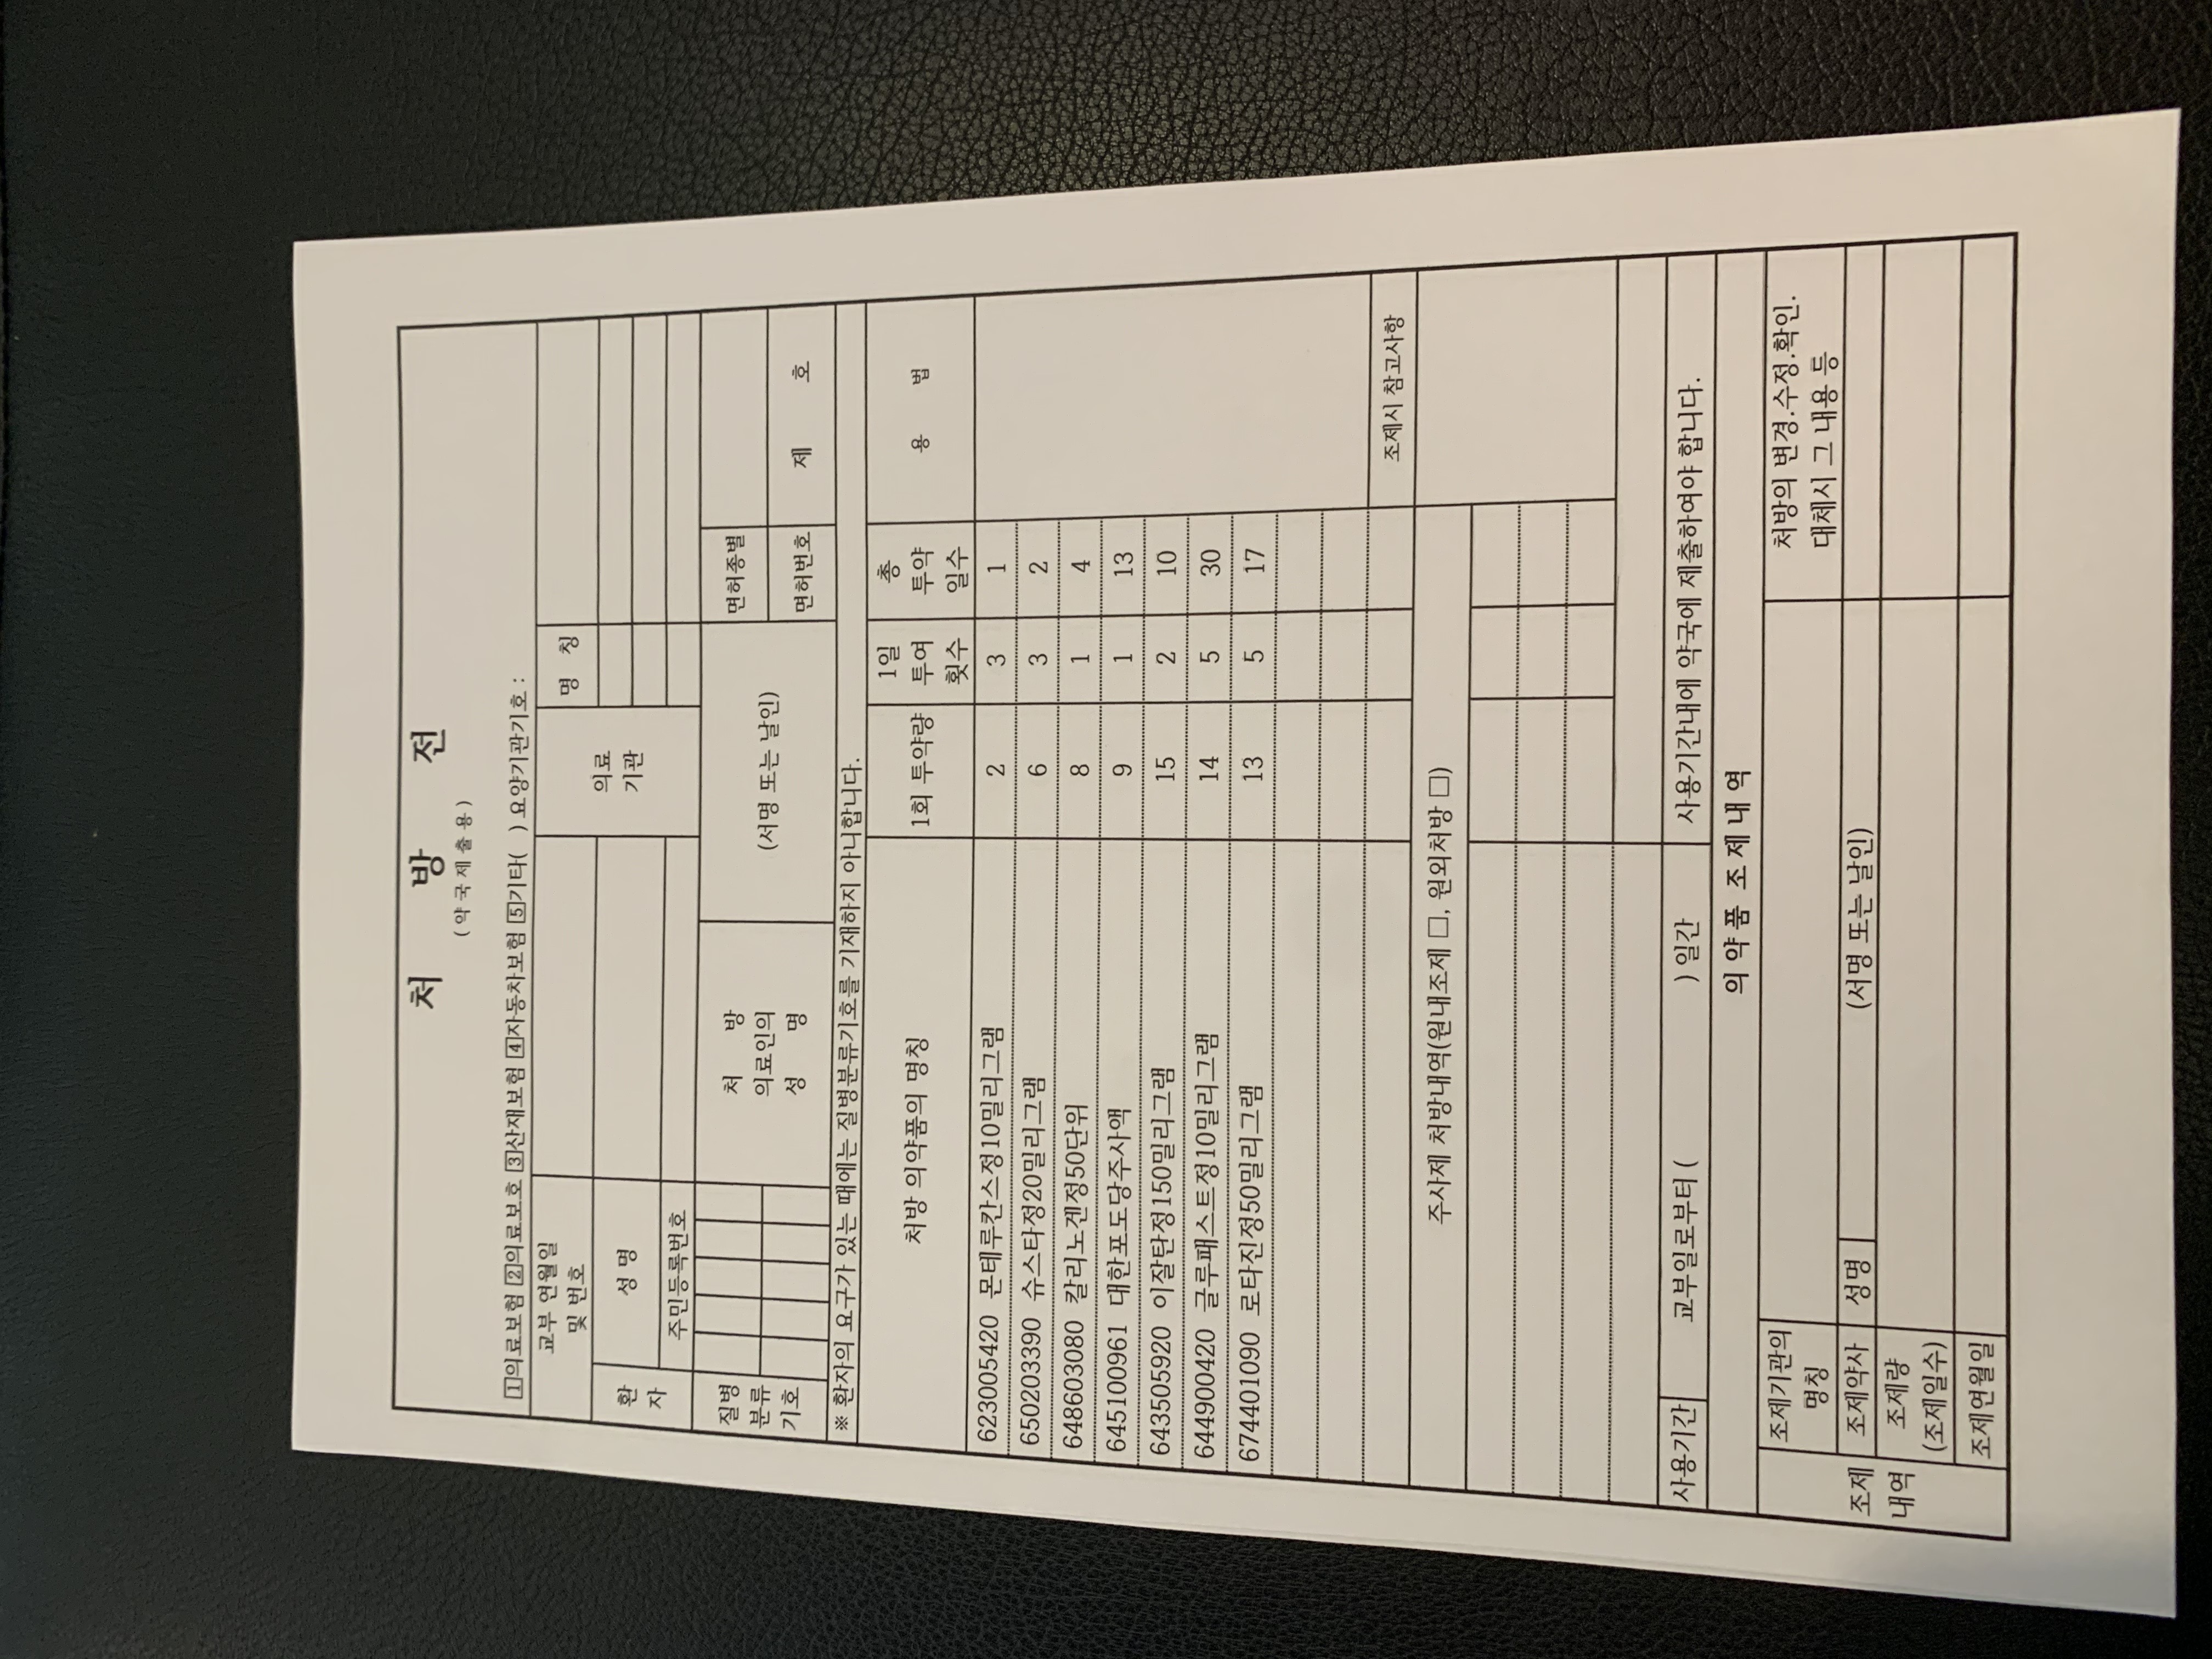 처 방 전
(약국제출용)
1의료보험 2의료보호 3산재보험 4자동차보험 5기타( ) 요양기관기호 :
교부 연월일 및 번호
의료 기관
명 칭
환 자
성 명
주민등록번호
질병 분류 기호
처 방 의료인의 성 명
(서명 또는 날인)
면허종별
면허번호
제 호
※ 환자의 요구가 있는 때에는 질병분류기호를 기재하지 아니합니다.
처방 의약품의 명칭 1회 투약량 1일 투여 횟수 총 투약 일수 용 법
623005420 몬테루칸스정10밀리그램 2 3 1
650203390 슈스타정20밀리그램 6 3 2
648603080 칼리노겐정50단위 8 1 4
645100961 대한포도당주사액 9 1 13
643505920 이잘탄정150밀리그램 15 2 10
644900420 글루패스트정10밀리그램 14 5 30
674401090 로타진정50밀리그램 13 5 17
조제시 참고사항
주사제 처방내역(원내조제 □, 원외처방 □)
사용기간 교부일로부터 ( ) 일간 사용기간내에 약국에 제출하여야 합니다.
의약품 조제내역
조제 내역
조제기관의 명칭
처방의 변경.수정.확인.
대체시 그 내용 등
조제약사 성명 (서명 또는 날인)
조제량
(조제일수)
조제연월일